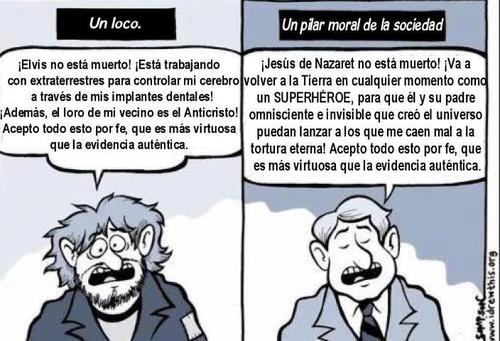 Un loco.
¡Elvis no está muerto! ¡Está trabajando
con extraterrestres para controlar mi cerebro
a través de mis implantes dentales!
¡Además, el loro de mi vecino es el Anticristo!
Acepto todo esto por fe, que es más virtuosa
que la evidencia auténtica.
Un pilar moral de la sociedad
¡Jesús de Nazaret no está muerto! ¡Va a
volver a la Tierra en cualquier momento como
un SUPERHÉROE, para que él y su padre
omnisciente e invisible que creó el universo
puedan lanzar a los que me caen mal a la
tortura eterna! Acepto todo esto por fe, que
es más virtuosa que la evidencia auténtica.
www.idrewthis.org